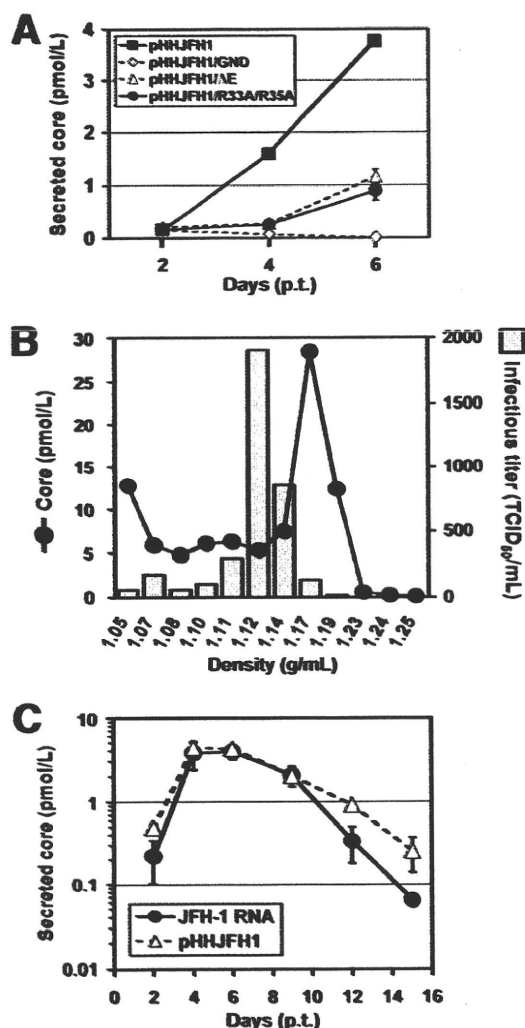 A
Secreted core (pmol/L)
4
3
2
1
0
pHHJFH1
pHHJFH1/GND
pHHJFH1/ΔE
pHHJFH1/R33A/R35A
2
4
6
Days (p.t.)
B
Core (pmol/L)
30
25
20
15
10
5
0
2000
1500
1000
500
0
Infectious titer (TCID50/mL)
1.05
1.07
1.08
1.10
1.11
1.12
1.14
1.17
1.19
1.23
1.24
1.25
Density (g/mL)
C
Secreted core (pmol/L)
10
1
0.1
0.01
JFH-1 RNA
pHHJFH1
0 2 4 6 8 10 12 14 16
Days (p.t.)